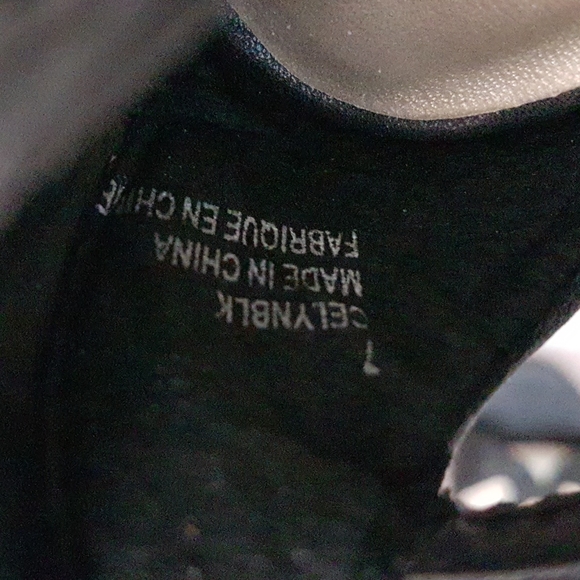 7
CELYNBLK
MADE IN CHINA
FABRIQUE EN CHINE